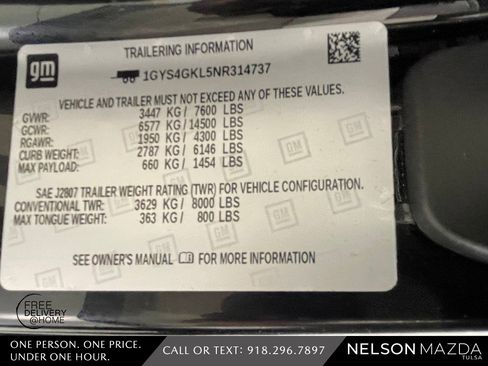 gm
TRAILERING INFORMATION
1GYS4GKL5NR314737
VEHICLE AND TRAILER MUST NOT EXCEED ANY OF THESE VALUES.
GVWR: 3447 KG/ 7600 LBS
GCWR: 6577 KG/ 14500 LBS
RGAWR: 1950 KG/ 4300 LBS
CURB WEIGHT: 2787 KG/ 6146 LBS
MAX PAYLOAD: 660 KG/ 1454 LBS
SAE J2807 TRAILER WEIGHT RATING (TWR) FOR VEHICLE CONFIGURATION.
CONVENTIONAL TWR: 3629 KG/ 8000 LBS
MAX TONGUE WEIGHT: 363 KG/ 800 LBS
SEE OWNER'S MANUAL FOR MORE INFORMATION
FREE
DELIVERY
@HOME
ONE PERSON. ONE PRICE.
UNDER ONE HOUR.
CALL OR TEXT: 918.296.7897
NELSON MAZDA
TULSA